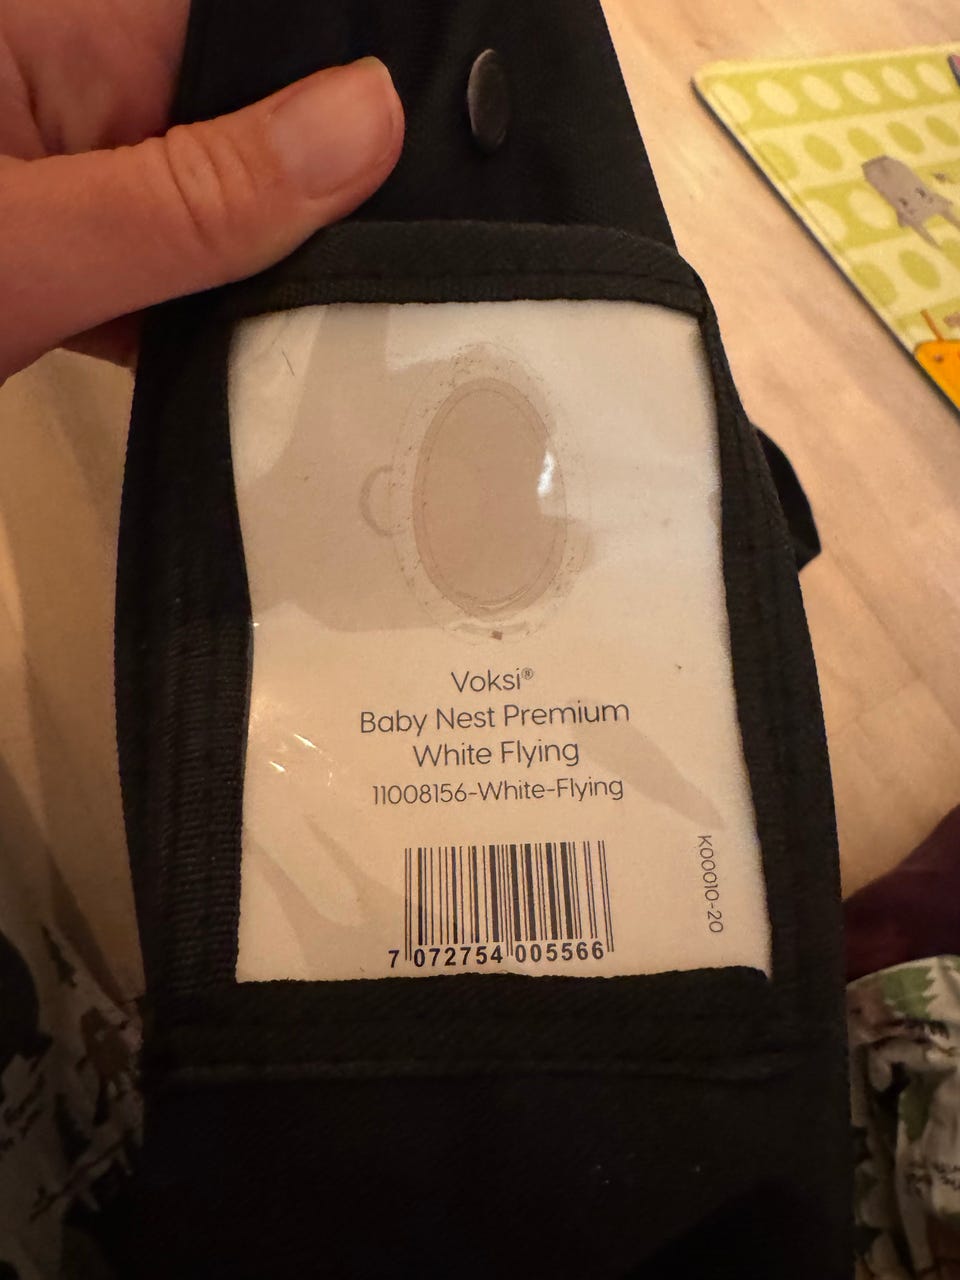 Voksi®
Baby Nest Premium
White Flying
11008156-White-Flying
K00010-20
7 072754 005566